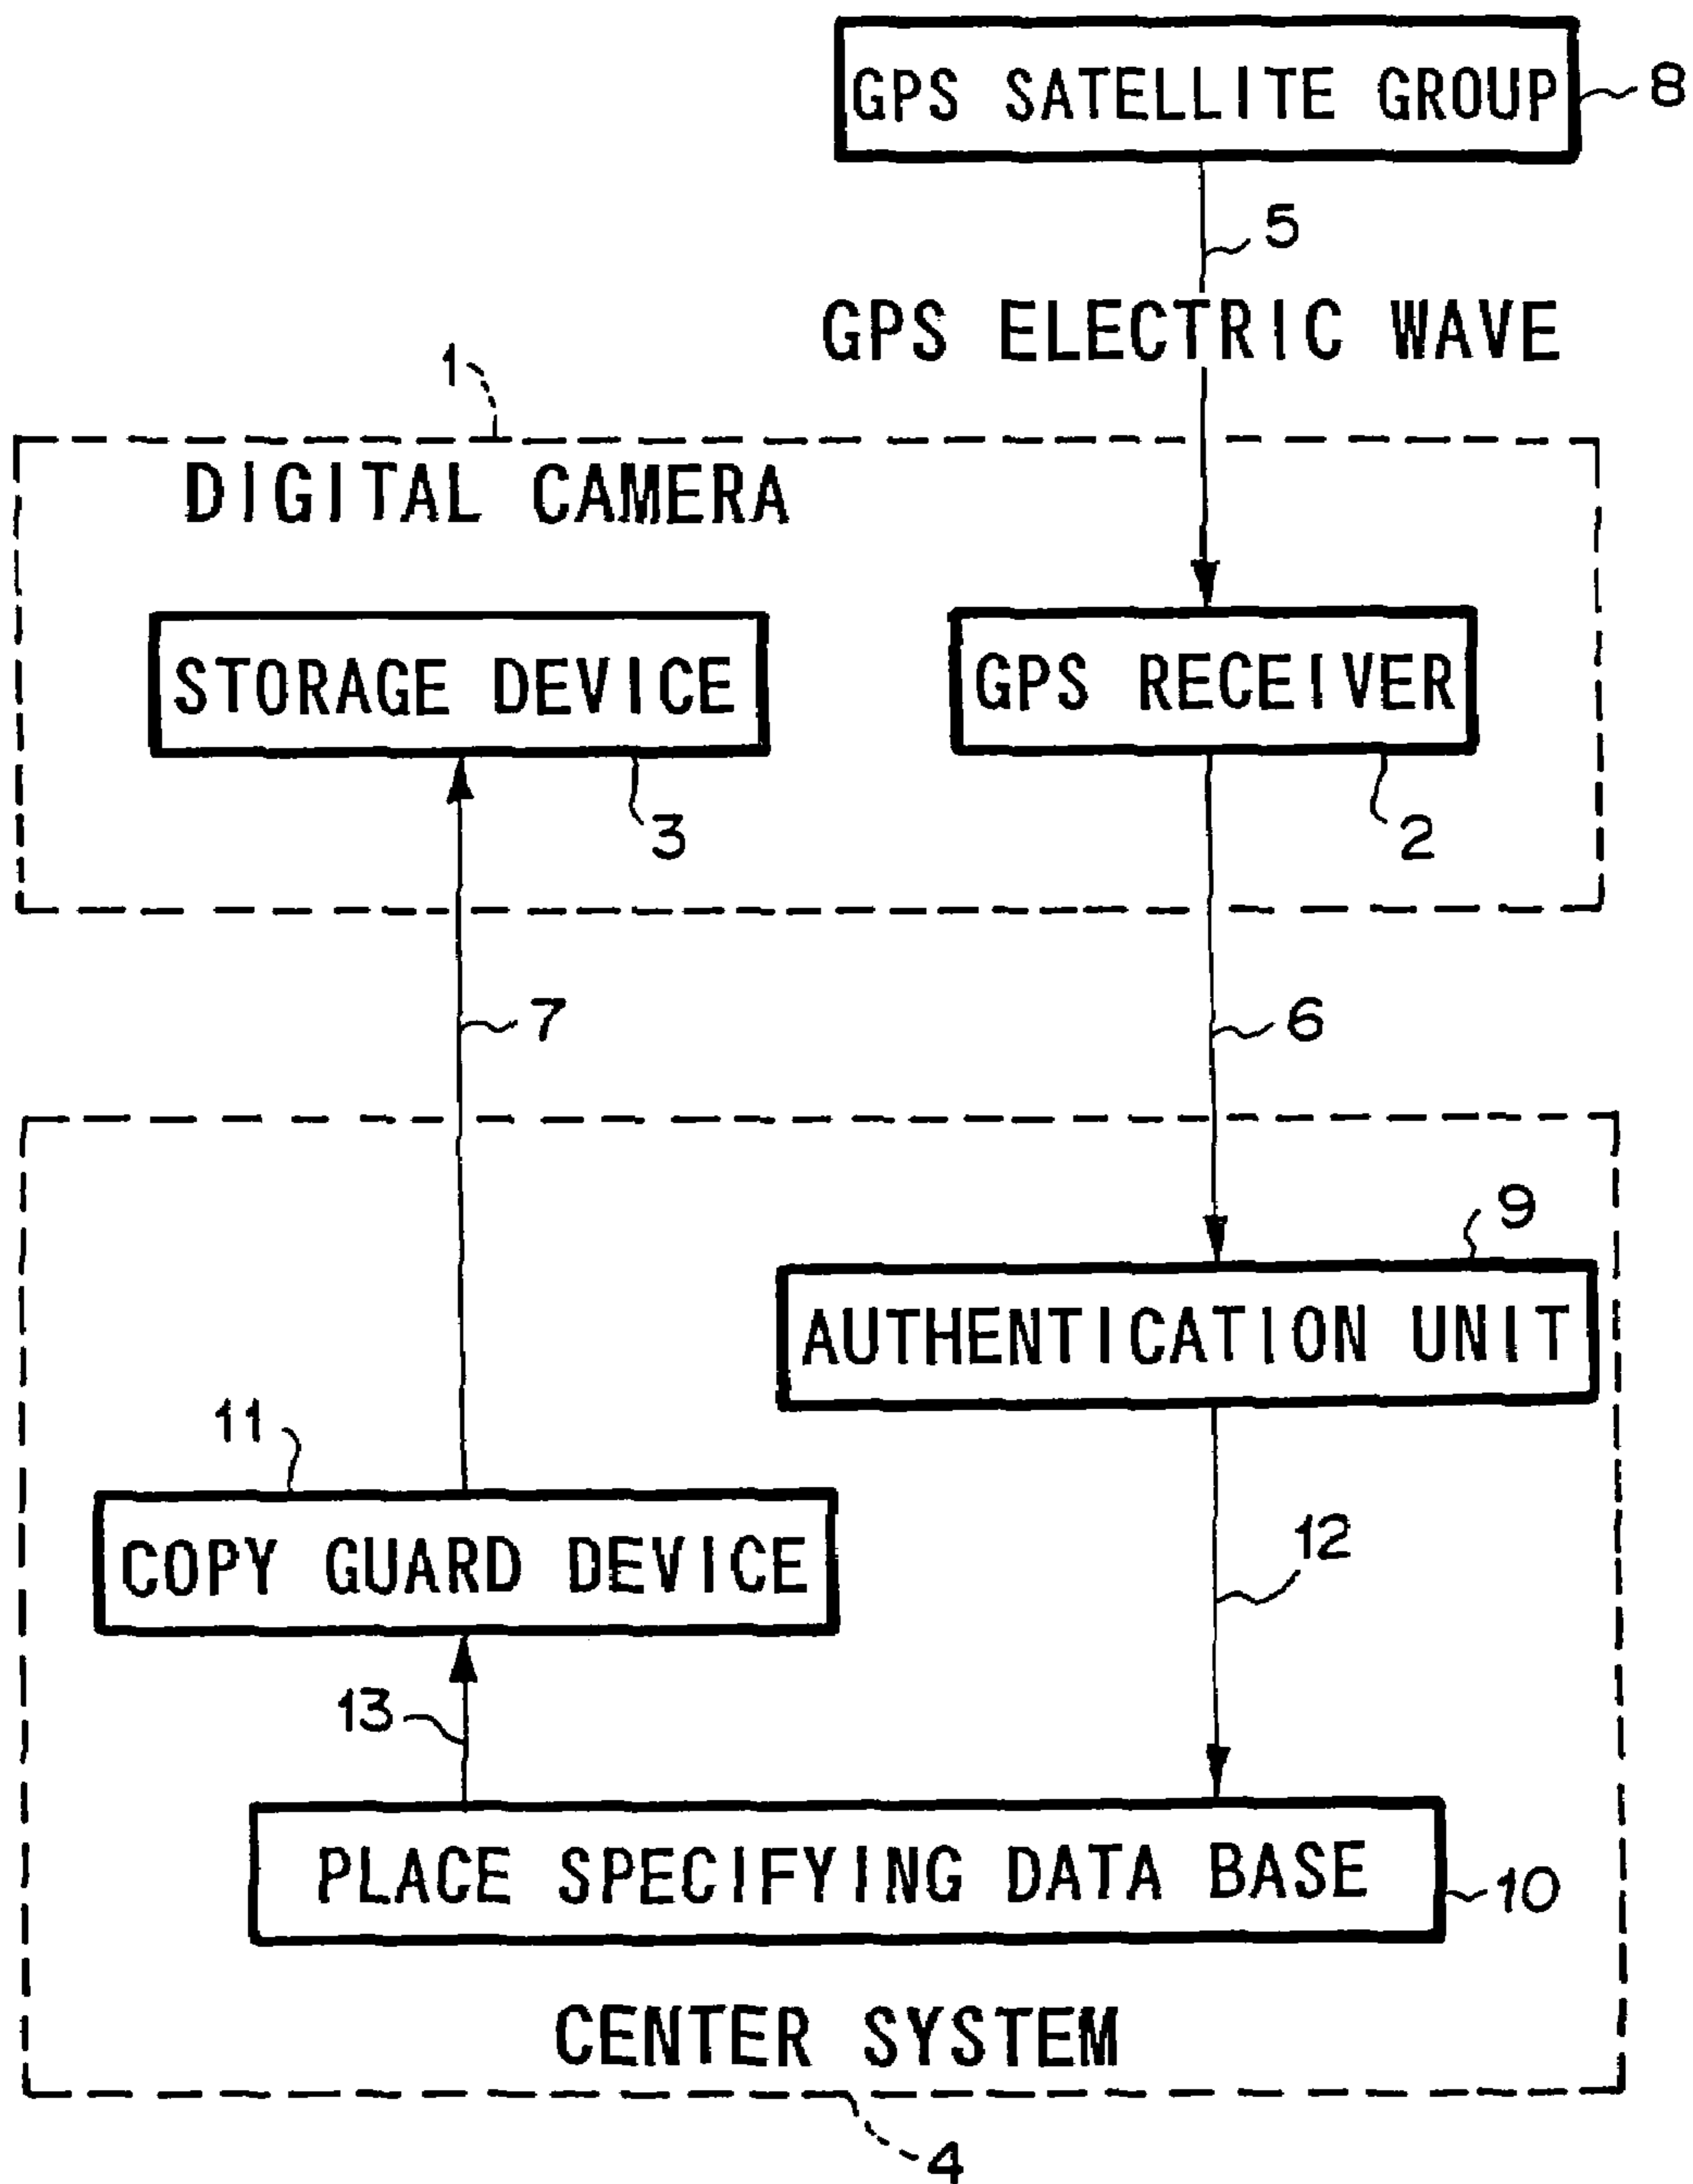 GPS SATELLITE GROUP
8
5
GPS ELECTRIC WAVE
1
DIGITAL CAMERA
STORAGE DEVICE
GPS RECEIVER
3
2
7
6
9
AUTHENTICATION UNIT
11
COPY GUARD DEVICE
12
13
PLACE SPECIFYING DATA BASE
10
CENTER SYSTEM
4